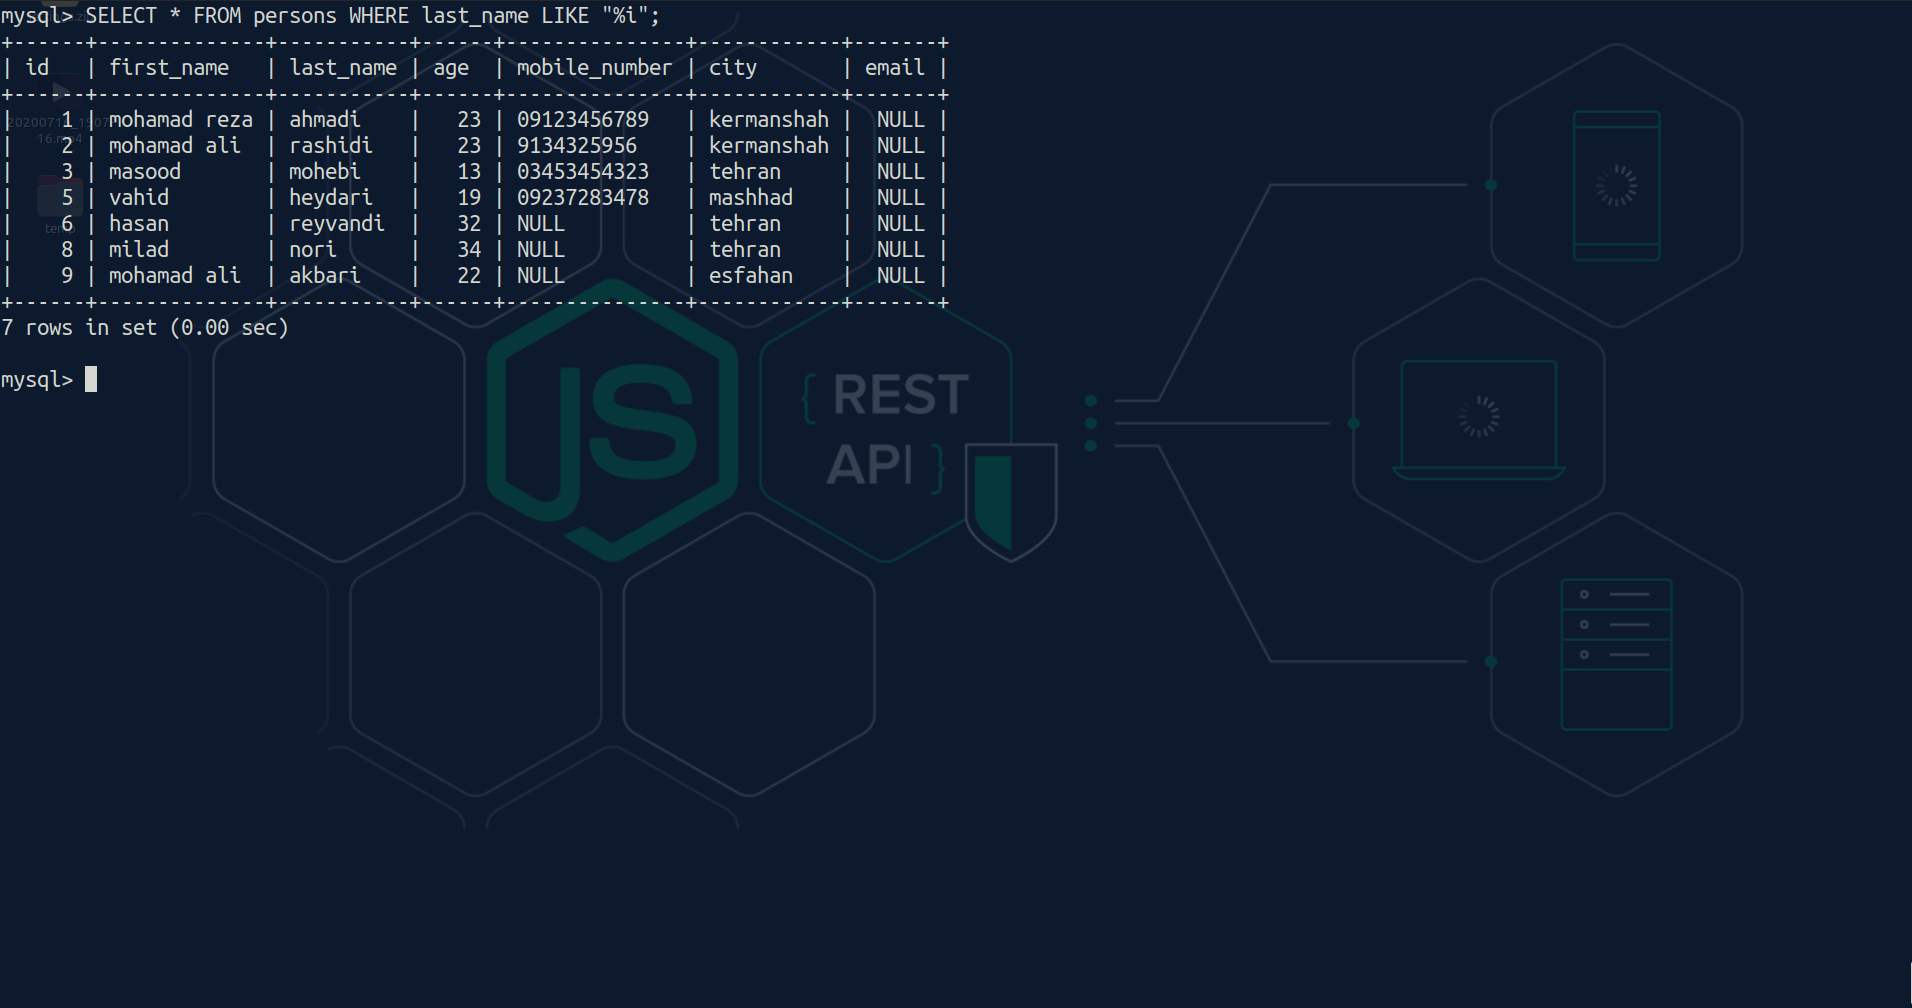 mysql> SELECT * FROM persons WHERE last_name LIKE "%i";
+------+--------------+-----------+------+---------------+------------+-------+
| id   | first_name   | last_name | age  | mobile_number | city       | email |
+------+--------------+-----------+------+---------------+------------+-------+
|    1 | mohamad reza | ahmadi    |   23 | 09123456789   | kermanshah |  NULL |
|    2 | mohamad ali  | rashidi   |   23 | 9134325956    | kermanshah |  NULL |
|    3 | masood       | mohebi    |   13 | 03453454323   | tehran     |  NULL |
|    5 | vahid        | heydari   |   19 | 09237283478   | mashhad    |  NULL |
|    6 | hasan        | reyvandi  |   32 | NULL          | tehran     |  NULL |
|    8 | milad        | nori      |   34 | NULL          | tehran     |  NULL |
|    9 | mohamad ali  | akbari    |   22 | NULL          | esfahan    |  NULL |
+------+--------------+-----------+------+---------------+------------+-------+
7 rows in set (0.00 sec)
mysql>
16.mp4
temp
JS
{ REST
API }